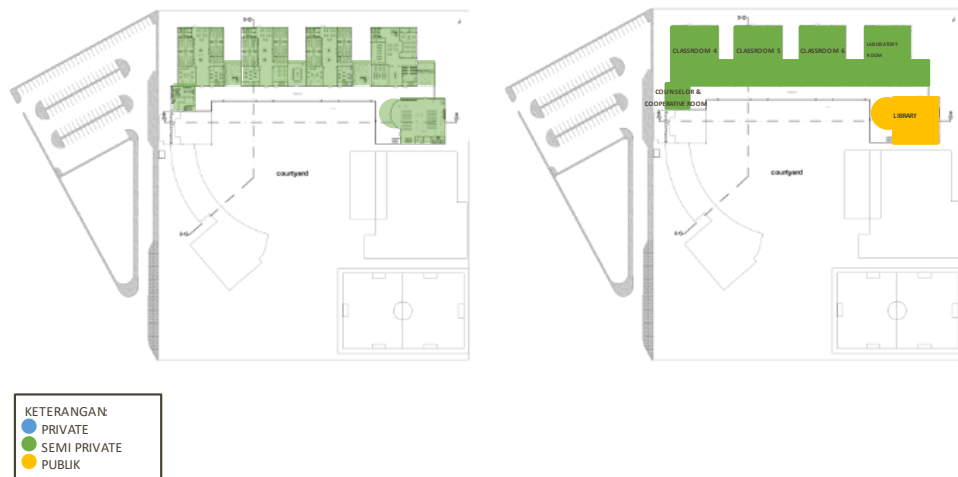 CLASSROOM 4
CLASSROOM 5
CLASSROOM 6
LABORATORY
ROOM
COUNSELOR &
COOPERATIVE ROOM
LIBRARY
courtyard
courtyard
KETERANGAN:
PRIVATE
SEMI PRIVATE
PUBLIK